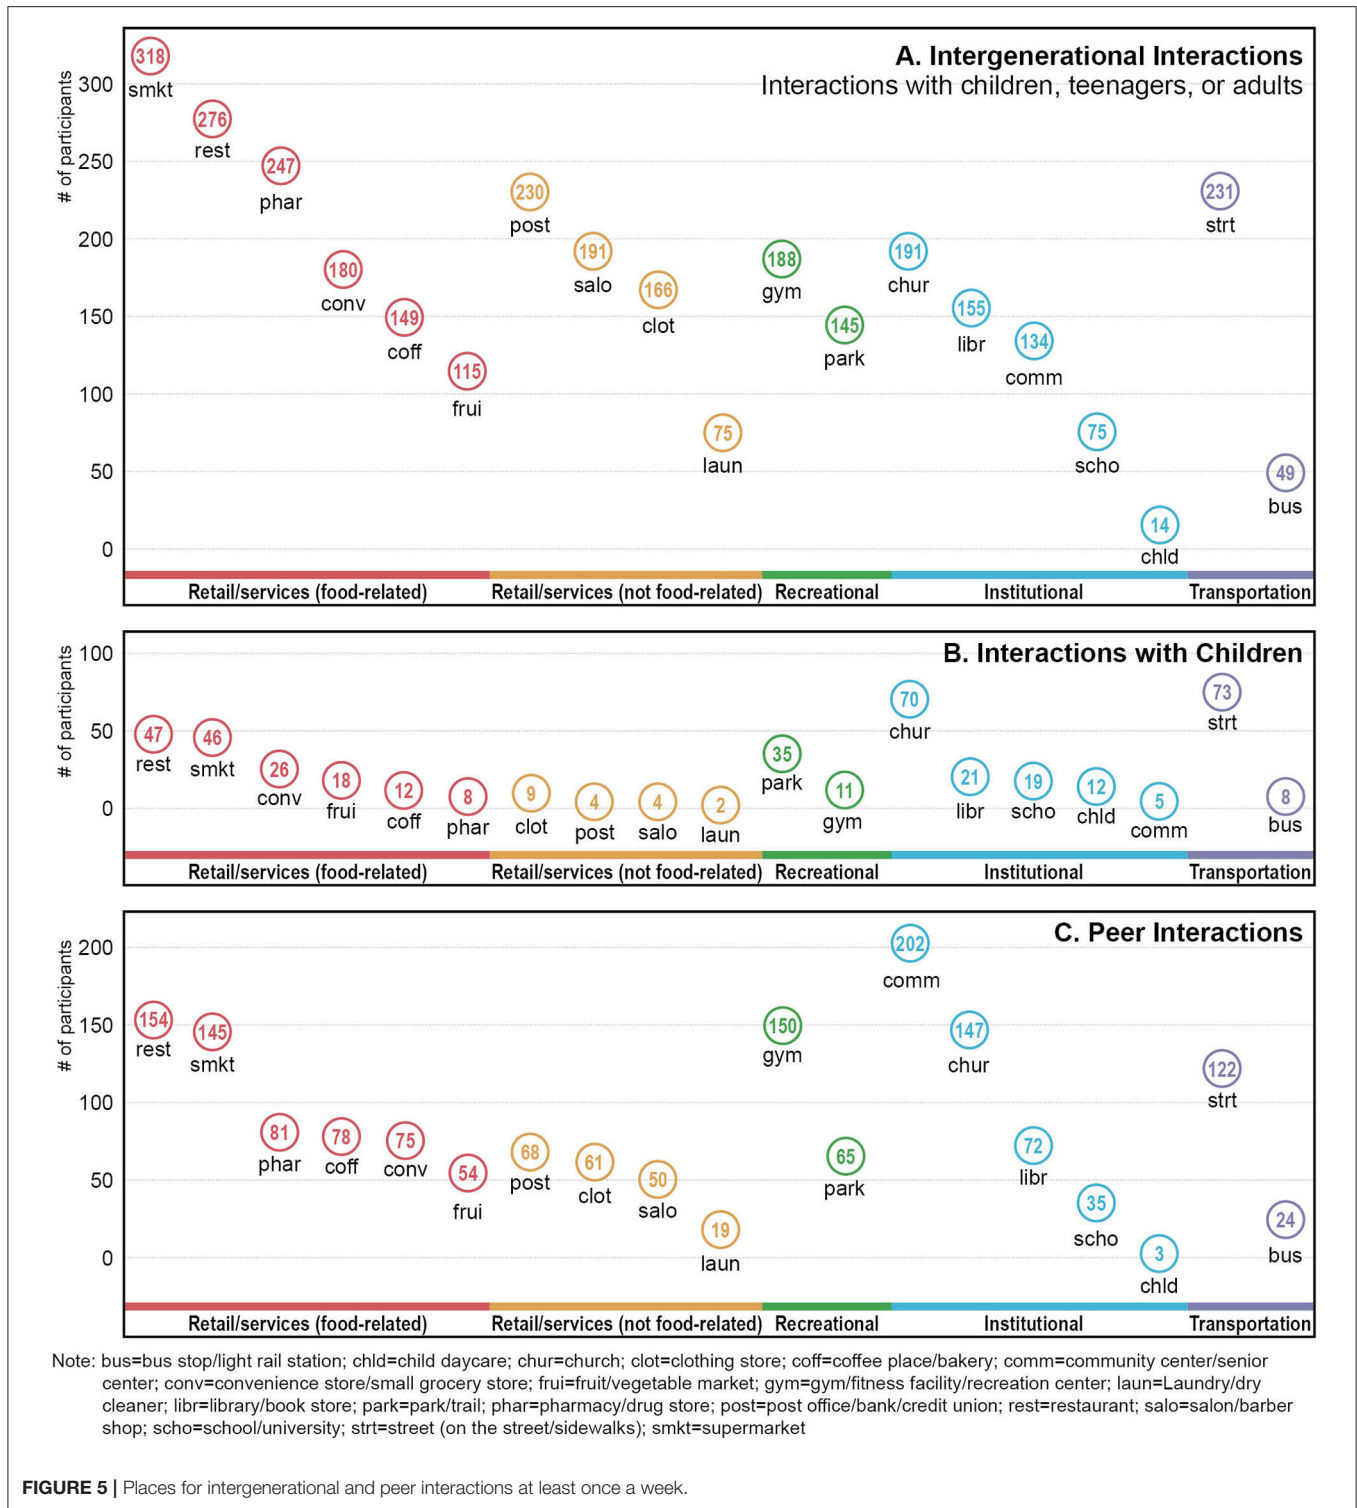 A. Intergenerational Interactions
Interactions with children, teenagers, or adults
# of participants
300
250
200
150
100
50
0
318
smkt
276
rest
247
phar
180
conv
149
coff
115
frui
230
post
191
salo
166
clot
75
laun
188
gym
145
park
191
chur
155
libr
134
comm
75
scho
14
chld
231
strt
49
bus
Retail/services (food-related)
Retail/services (not food-related)
Recreational
Institutional
Transportation
B. Interactions with Children
# of participants
100
50
0
47
rest
46
smkt
26
conv
18
frui
12
coff
8
phar
9
clot
4
post
4
salo
2
laun
35
park
11
gym
70
chur
21
libr
19
scho
12
chld
5
comm
73
strt
8
bus
Retail/services (food-related)
Retail/services (not food-related)
Recreational
Institutional
Transportation
C. Peer Interactions
# of participants
200
150
100
50
0
154
rest
145
smkt
81
phar
78
coff
75
conv
54
frui
68
post
61
clot
50
salo
19
laun
150
gym
65
park
202
comm
147
chur
72
libr
35
scho
3
chld
122
strt
24
bus
Retail/services (food-related)
Retail/services (not food-related)
Recreational
Institutional
Transportation
Note: bus=bus stop/light rail station; chld=child daycare; chur=church; clot=clothing store; coff=coffee place/bakery; comm=community center/senior
center; conv=convenience store/small grocery store; frui=fruit/vegetable market; gym=gym/fitness facility/recreation center; laun=Laundry/dry
cleaner; libr=library/book store; park=park/trail; phar=pharmacy/drug store; post=post office/bank/credit union; rest=restaurant; salo=salon/barber
shop; scho=school/university; strt=street (on the street/sidewalks); smkt=supermarket
FIGURE 5 | Places for intergenerational and peer interactions at least once a week.